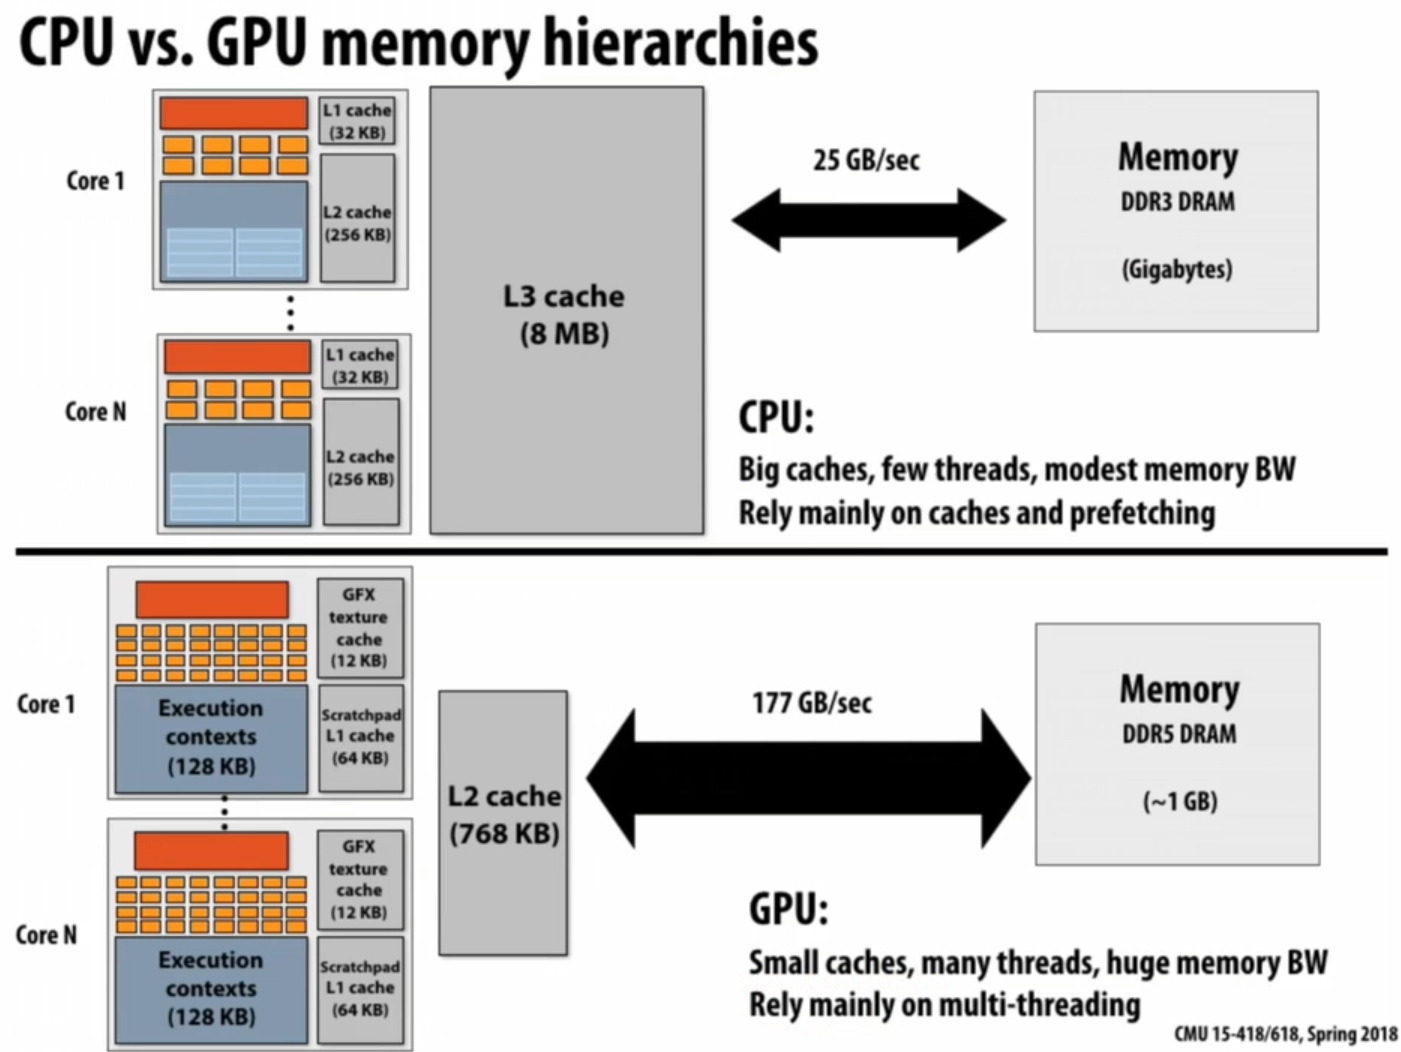 CPU vs. GPU memory hierarchies
Core 1
L1 cache
(32 KB)
L2 cache
(256 KB)
Core N
L1 cache
(32 KB)
L2 cache
(256 KB)
L3 cache
(8 MB)
25 GB/sec
Memory
DDR3 DRAM
(Gigabytes)
CPU:
Big caches, few threads, modest memory BW
Rely mainly on caches and prefetching
Core 1
GFX
texture
cache
(12 KB)
Execution
contexts
(128 KB)
Scratchpad
L1 cache
(64 KB)
Core N
GFX
texture
cache
(12 KB)
Execution
contexts
(128 KB)
Scratchpad
L1 cache
(64 KB)
L2 cache
(768 KB)
177 GB/sec
Memory
DDR5 DRAM
(~1 GB)
GPU:
Small caches, many threads, huge memory BW
Rely mainly on multi-threading
CMU 15-418/618, Spring 2018